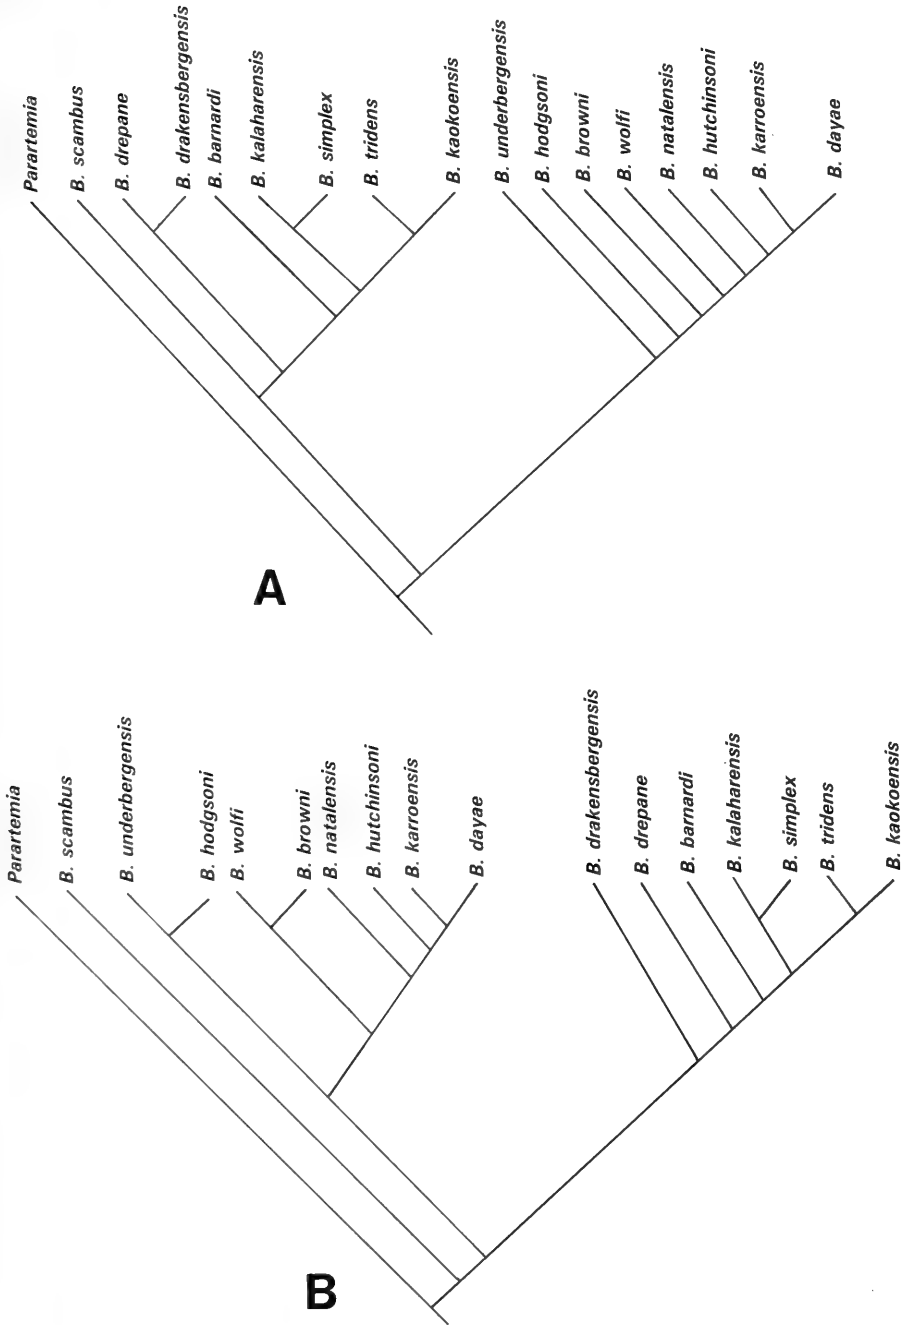 Parartemia
B. scambus
B. drepane
B. drakensbergensis
B. barnardi
B. kalaharensis
B. simplex
B. tridens
B. kaokoensis
B. underbergensis
B. hodgsoni
B. browni
B. wolfi
B. natalensis
B. hutchinsoni
B. karroensis
B. dayae
A
Parartemia
B. scambus
B. underbergensis
B. hodgsoni
B. wolfi
B. browni
B. natalensis
B. hutchinsoni
B. karroensis
B. dayae
B. drakensbergensis
B. drepane
B. barnardi
B. kalaharensis
B. simplex
B. tridens
B. kaokoensis
B